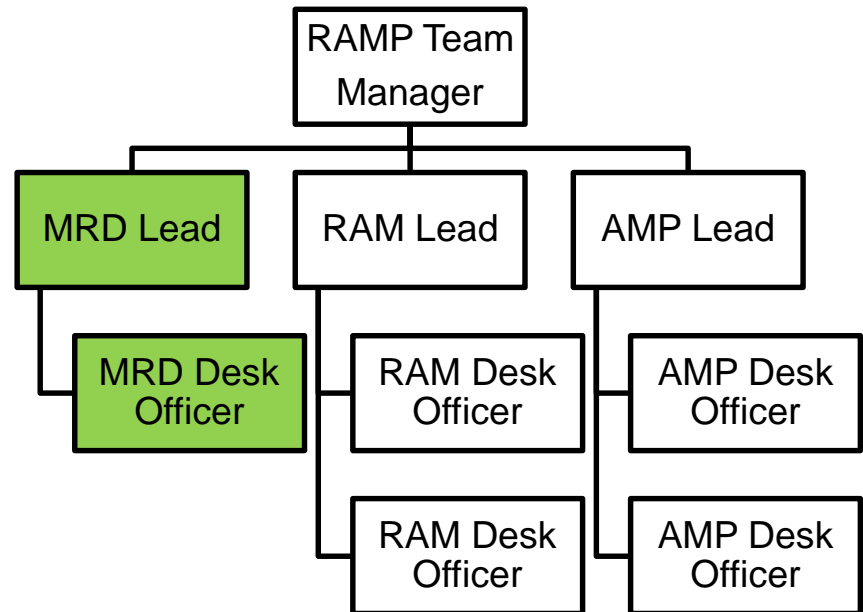 RAMP Team
Manager
MRD Lead
RAM Lead
AMP Lead
MRD Desk
Officer
RAM Desk
Officer
AMP Desk
Officer
RAM Desk
Officer
AMP Desk
Officer